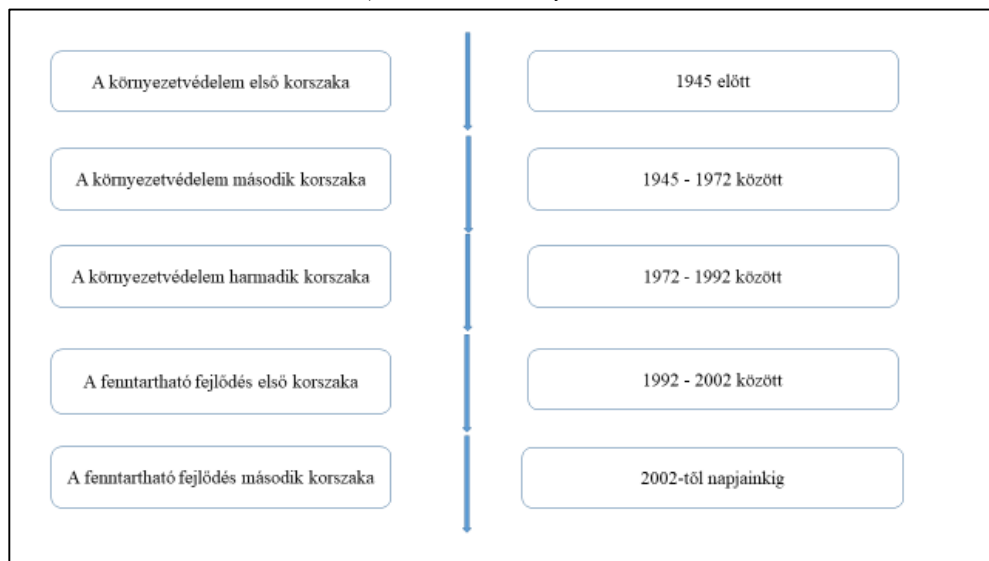 A környezetvédelem első korszaka
1945 előtt
A környezetvédelem második korszaka
1945 - 1972 között
A környezetvédelem harmadik korszaka
1972 - 1992 között
A fenntartható fejlődés első korszaka
1992 - 2002 között
A fenntartható fejlődés második korszaka
2002-től napjainkig